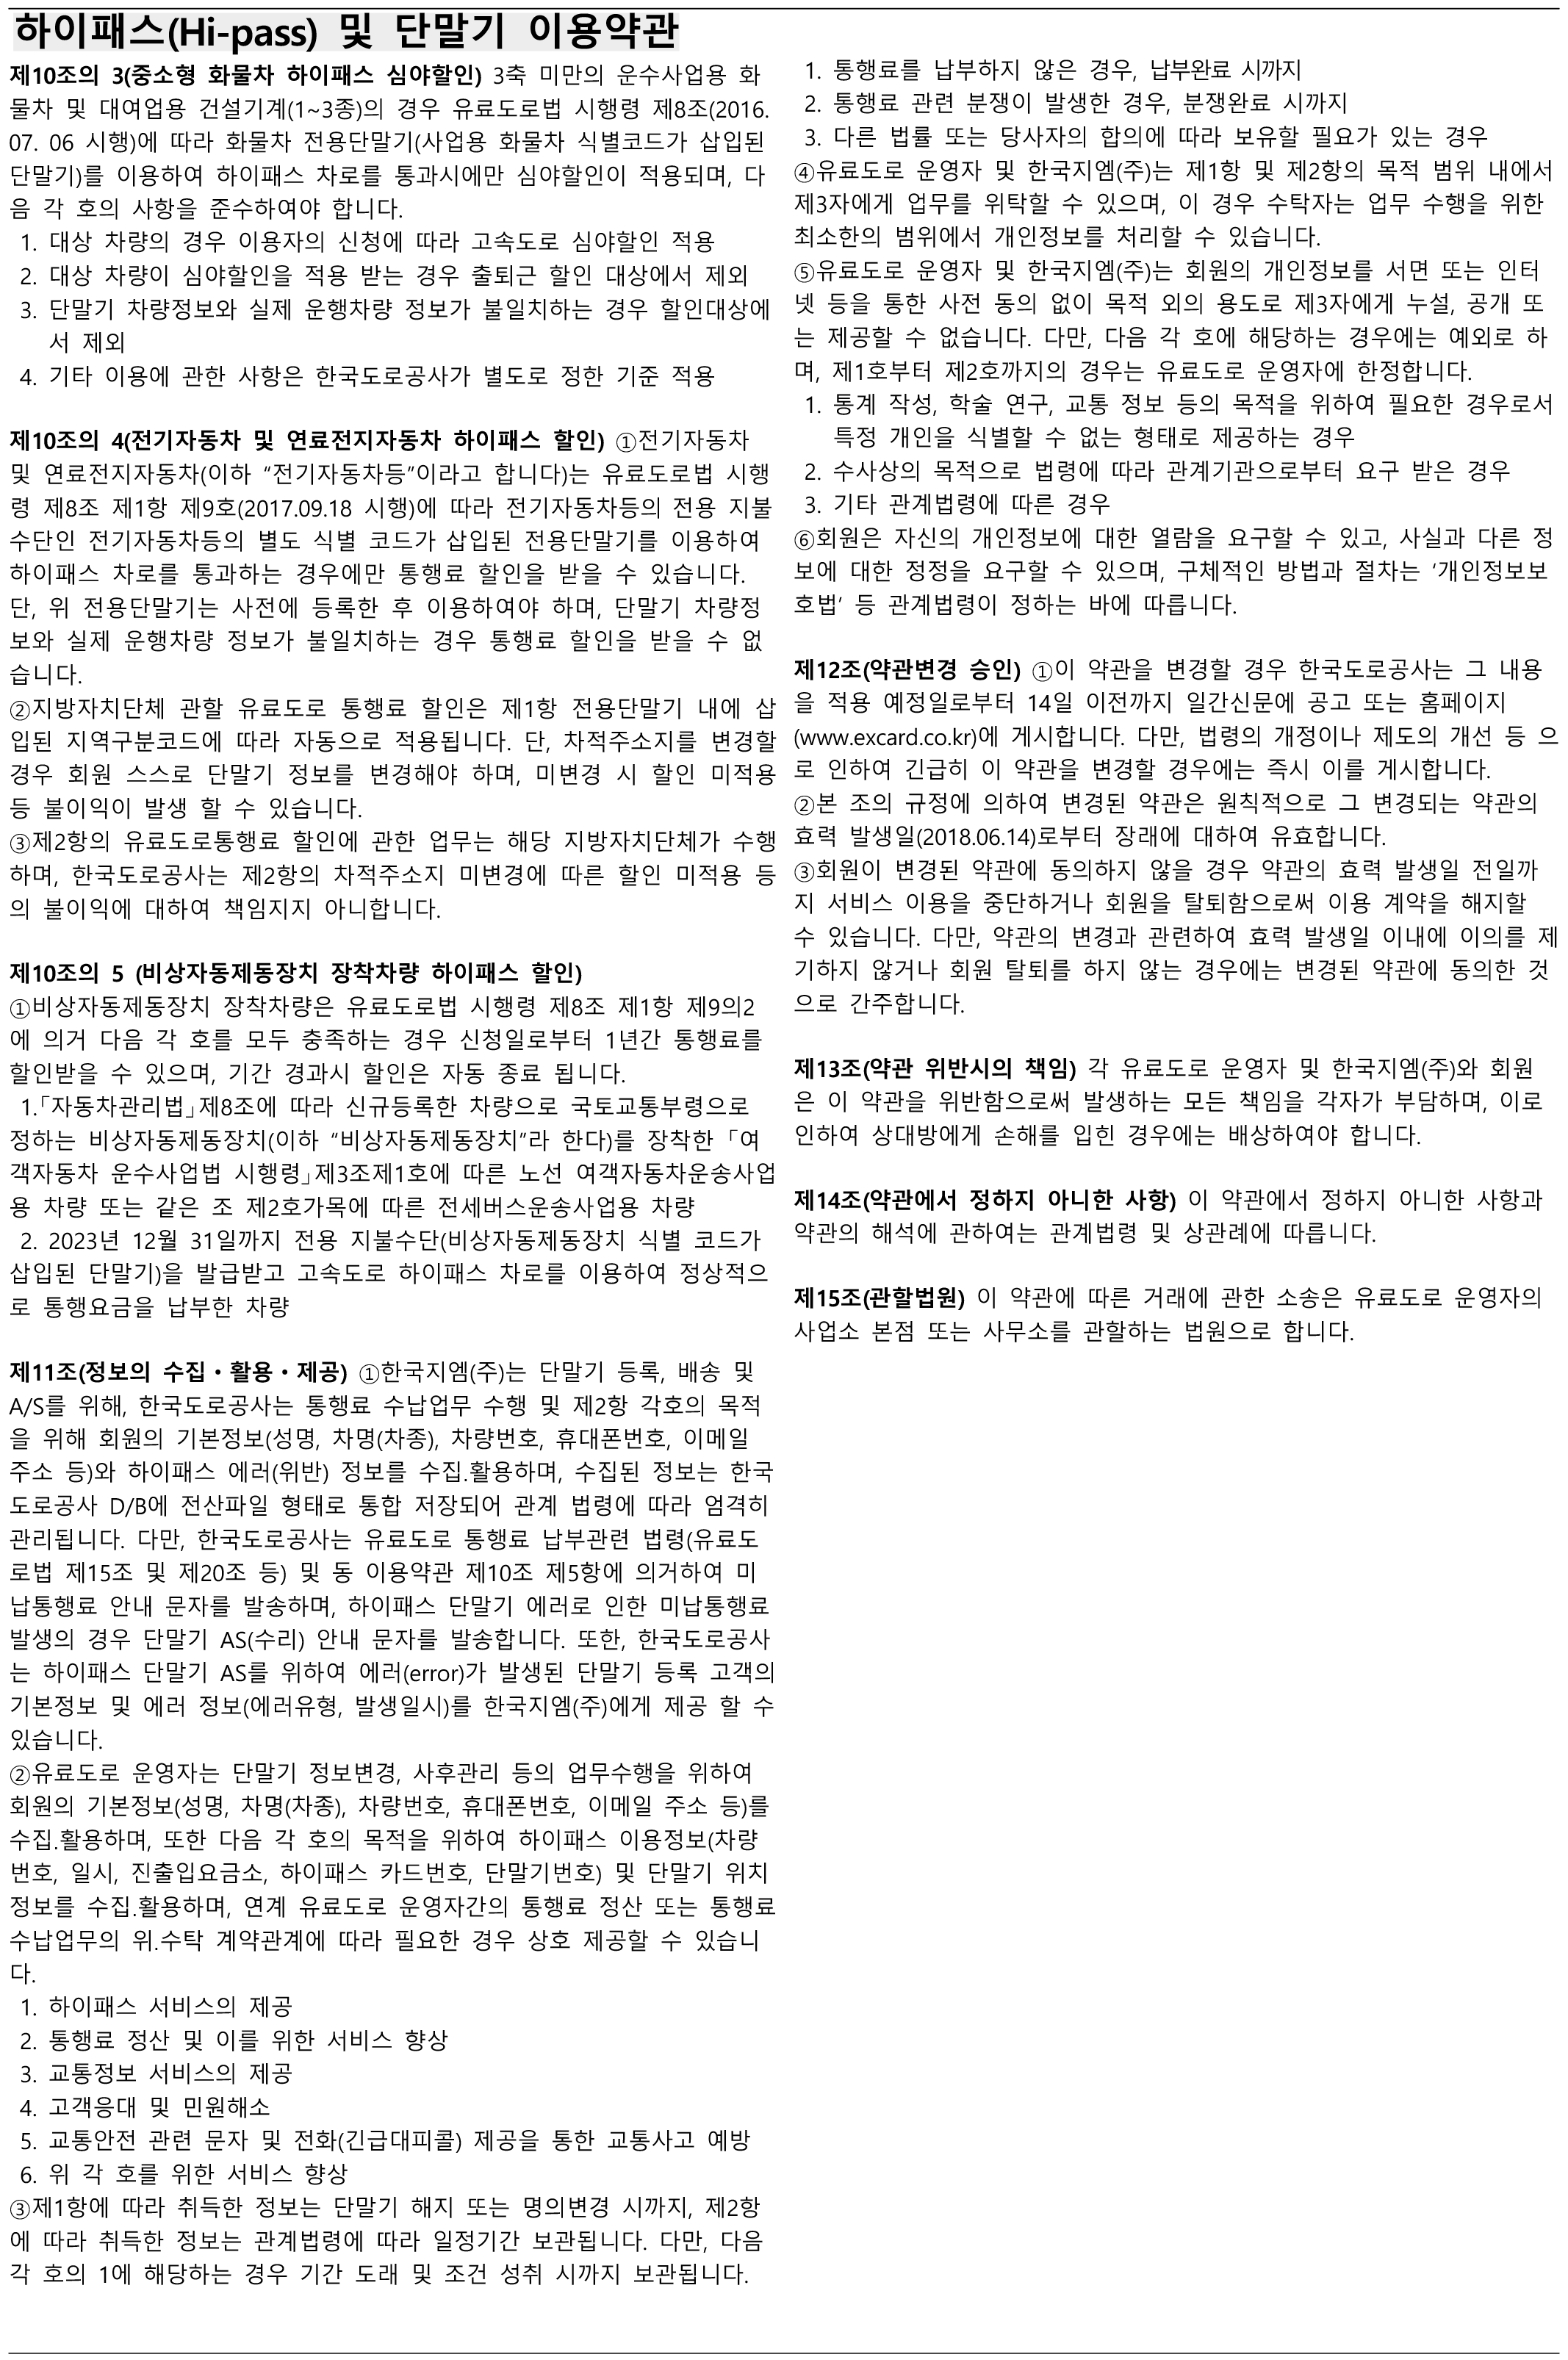 하이패스(Hi-pass) 및 단말기 이용약관
제10조의 3(중소형 화물차 하이패스 심야할인) 3축 미만의 운수사업용 화
물차 및 대여업용 건설기계(1~3종)의 경우 유료도로법 시행령 제8조(2016.
07. 06 시행)에 따라 화물차 전용단말기(사업용 화물차 식별코드가 삽입된
단말기)를 이용하여 하이패스 차로를 통과시에만 심야할인이 적용되며, 다
음 각 호의 사항을 준수하여야 합니다.
1. 대상 차량의 경우 이용자의 신청에 따라 고속도로 심야할인 적용
2. 대상 차량이 심야할인을 적용 받는 경우 출퇴근 할인 대상에서 제외
3. 단말기 차량정보와 실제 운행차량 정보가 불일치하는 경우 할인대상에
서 제외
4. 기타 이용에 관한 사항은 한국도로공사가 별도로 정한 기준 적용
제10조의 4(전기자동차 및 연료전지자동차 하이패스 할인) ①전기자동차
및 연료전지자동차(이하 “전기자동차등”이라고 합니다)는 유료도로법 시행
령 제8조 제1항 제9호(2017.09.18 시행)에 따라 전기자동차등의 전용 지불
수단인 전기자동차등의 별도 식별 코드가 삽입된 전용단말기를 이용하여
하이패스 차로를 통과하는 경우에만 통행료 할인을 받을 수 있습니다.
단, 위 전용단말기는 사전에 등록한 후 이용하여야 하며, 단말기 차량정
보와 실제 운행차량 정보가 불일치하는 경우 통행료 할인을 받을 수 없
습니다.
②지방자치단체 관할 유료도로 통행료 할인은 제1항 전용단말기 내에 삽
입된 지역구분코드에 따라 자동으로 적용됩니다. 단, 차적주소지를 변경할
경우 회원 스스로 단말기 정보를 변경해야 하며, 미변경 시 할인 미적용
등 불이익이 발생 할 수 있습니다.
③제2항의 유료도로통행료 할인에 관한 업무는 해당 지방자치단체가 수행
하며, 한국도로공사는 제2항의 차적주소지 미변경에 따른 할인 미적용 등
의 불이익에 대하여 책임지지 아니합니다.
제10조의 5 (비상자동제동장치 장착차량 하이패스 할인)
①비상자동제동장치 장착차량은 유료도로법 시행령 제8조 제1항 제9의2
에 의거 다음 각 호를 모두 충족하는 경우 신청일로부터 1년간 통행료를
할인받을 수 있으며, 기간 경과시 할인은 자동 종료 됩니다.
1.「자동차관리법」제8조에 따라 신규등록한 차량으로 국토교통부령으로
정하는 비상자동제동장치(이하 “비상자동제동장치”라 한다)를 장착한 「여
객자동차 운수사업법 시행령」제3조제1호에 따른 노선 여객자동차운송사업
용 차량 또는 같은 조 제2호가목에 따른 전세버스운송사업용 차량
2. 2023년 12월 31일까지 전용 지불수단(비상자동제동장치 식별 코드가
삽입된 단말기)을 발급받고 고속도로 하이패스 차로를 이용하여 정상적으
로 통행요금을 납부한 차량
제11조(정보의 수집・활용・제공) ①한국지엠(주)는 단말기 등록, 배송 및
A/S를 위해, 한국도로공사는 통행료 수납업무 수행 및 제2항 각호의 목적
을 위해 회원의 기본정보(성명, 차명(차종), 차량번호, 휴대폰번호, 이메일
주소 등)와 하이패스 에러(위반) 정보를 수집.활용하며, 수집된 정보는 한국
도로공사 D/B에 전산파일 형태로 통합 저장되어 관계 법령에 따라 엄격히
관리됩니다. 다만, 한국도로공사는 유료도로 통행료 납부관련 법령(유료도
로법 제15조 및 제20조 등) 및 동 이용약관 제10조 제5항에 의거하여 미
납통행료 안내 문자를 발송하며, 하이패스 단말기 에러로 인한 미납통행료
발생의 경우 단말기 AS(수리) 안내 문자를 발송합니다. 또한, 한국도로공사
는 하이패스 단말기 AS를 위하여 에러(error)가 발생된 단말기 등록 고객의
기본정보 및 에러 정보(에러유형, 발생일시)를 한국지엠(주)에게 제공 할 수
있습니다.
②유료도로 운영자는 단말기 정보변경, 사후관리 등의 업무수행을 위하여
회원의 기본정보(성명, 차명(차종), 차량번호, 휴대폰번호, 이메일 주소 등)를
수집.활용하며, 또한 다음 각 호의 목적을 위하여 하이패스 이용정보(차량
번호, 일시, 진출입요금소, 하이패스 카드번호, 단말기번호) 및 단말기 위치
정보를 수집.활용하며, 연계 유료도로 운영자간의 통행료 정산 또는 통행료
수납업무의 위.수탁 계약관계에 따라 필요한 경우 상호 제공할 수 있습니
다.
1. 하이패스 서비스의 제공
2. 통행료 정산 및 이를 위한 서비스 향상
3. 교통정보 서비스의 제공
4. 고객응대 및 민원해소
5. 교통안전 관련 문자 및 전화(긴급대피콜) 제공을 통한 교통사고 예방
6. 위 각 호를 위한 서비스 향상
③제1항에 따라 취득한 정보는 단말기 해지 또는 명의변경 시까지, 제2항
에 따라 취득한 정보는 관계법령에 따라 일정기간 보관됩니다. 다만, 다음
각 호의 1에 해당하는 경우 기간 도래 및 조건 성취 시까지 보관됩니다.
1. 통행료를 납부하지 않은 경우, 납부완료 시까지
2. 통행료 관련 분쟁이 발생한 경우, 분쟁완료 시까지
3. 다른 법률 또는 당사자의 합의에 따라 보유할 필요가 있는 경우
④유료도로 운영자 및 한국지엠(주)는 제1항 및 제2항의 목적 범위 내에서
제3자에게 업무를 위탁할 수 있으며, 이 경우 수탁자는 업무 수행을 위한
최소한의 범위에서 개인정보를 처리할 수 있습니다.
⑤유료도로 운영자 및 한국지엠(주)는 회원의 개인정보를 서면 또는 인터
넷 등을 통한 사전 동의 없이 목적 외의 용도로 제3자에게 누설, 공개 또
는 제공할 수 없습니다. 다만, 다음 각 호에 해당하는 경우에는 예외로 하
며, 제1호부터 제2호까지의 경우는 유료도로 운영자에 한정합니다.
1. 통계 작성, 학술 연구, 교통 정보 등의 목적을 위하여 필요한 경우로서
특정 개인을 식별할 수 없는 형태로 제공하는 경우
2. 수사상의 목적으로 법령에 따라 관계기관으로부터 요구 받은 경우
3. 기타 관계법령에 따른 경우
⑥회원은 자신의 개인정보에 대한 열람을 요구할 수 있고, 사실과 다른 정
보에 대한 정정을 요구할 수 있으며, 구체적인 방법과 절차는 ‘개인정보보
호법’ 등 관계법령이 정하는 바에 따릅니다.
제12조(약관변경 승인) ①이 약관을 변경할 경우 한국도로공사는 그 내용
을 적용 예정일로부터 14일 이전까지 일간신문에 공고 또는 홈페이지
(www.excard.co.kr)에 게시합니다. 다만, 법령의 개정이나 제도의 개선 등 으
로 인하여 긴급히 이 약관을 변경할 경우에는 즉시 이를 게시합니다.
②본 조의 규정에 의하여 변경된 약관은 원칙적으로 그 변경되는 약관의
효력 발생일(2018.06.14)로부터 장래에 대하여 유효합니다.
③회원이 변경된 약관에 동의하지 않을 경우 약관의 효력 발생일 전일까
지 서비스 이용을 중단하거나 회원을 탈퇴함으로써 이용 계약을 해지할
수 있습니다. 다만, 약관의 변경과 관련하여 효력 발생일 이내에 이의를 제
기하지 않거나 회원 탈퇴를 하지 않는 경우에는 변경된 약관에 동의한 것
으로 간주합니다.
제13조(약관 위반시의 책임) 각 유료도로 운영자 및 한국지엠(주)와 회원
은 이 약관을 위반함으로써 발생하는 모든 책임을 각자가 부담하며, 이로
인하여 상대방에게 손해를 입힌 경우에는 배상하여야 합니다.
제14조(약관에서 정하지 아니한 사항) 이 약관에서 정하지 아니한 사항과
약관의 해석에 관하여는 관계법령 및 상관례에 따릅니다.
제15조(관할법원) 이 약관에 따른 거래에 관한 소송은 유료도로 운영자의
사업소 본점 또는 사무소를 관할하는 법원으로 합니다.